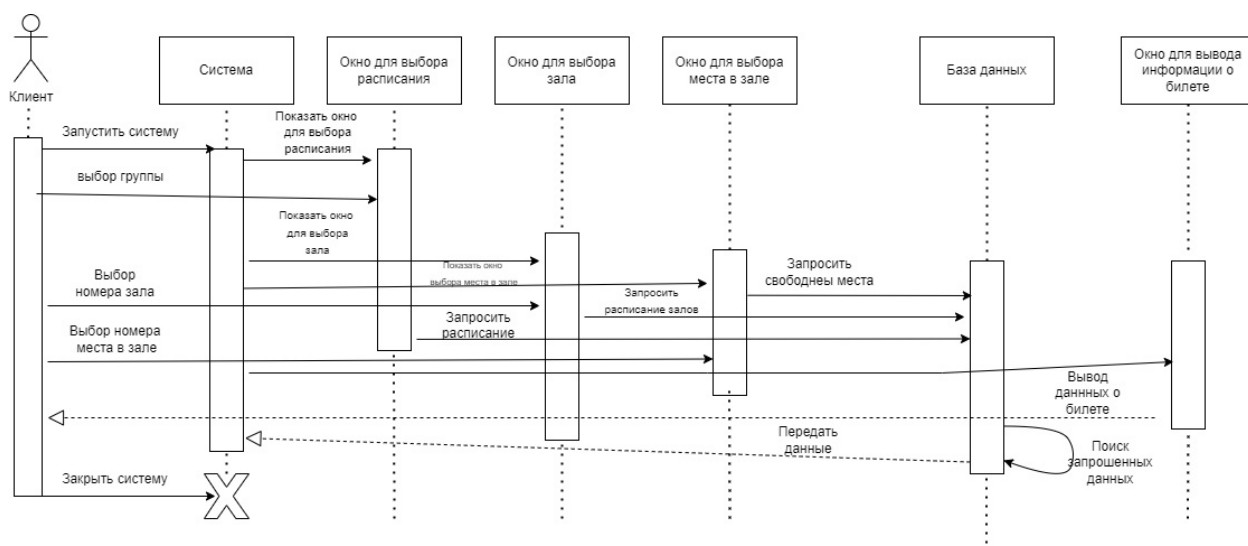 Клиент
Система
Окно для выбора
расписания
Окно для выбора
зала
Окно для выбора
места в зале
База данных
Окно для вывода
информации о
билете
Запустить систему
Показать окно
для выбора
расписания
выбор группы
Показать окно
для выбора
зала
Показать окно
выбора места в зале
Запросить
свободнеы места
Выбор
номера зала
Запросить
расписание залов
Запросить
расписание
Выбор номера
места в зале
Вывод
даннных о
билете
Передать
данные
Поиск
запрошенных
данных
Закрыть систему